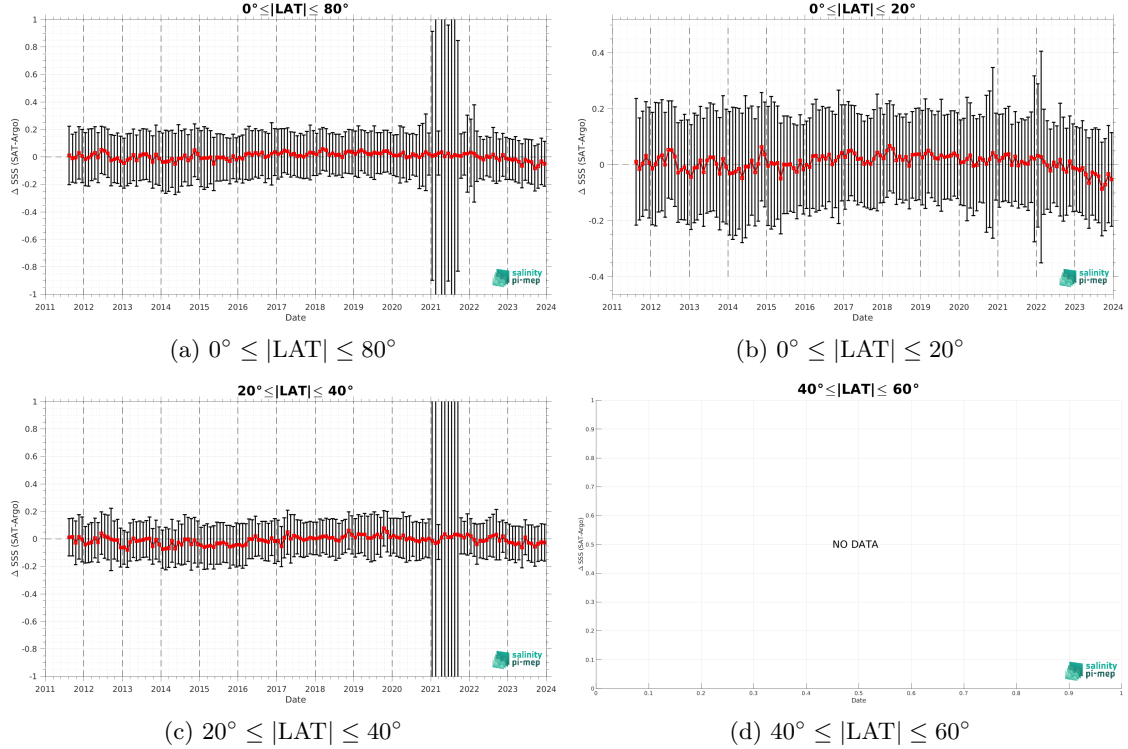 0°≤|LAT|≤ 80°
Δ SSS (SAT-Argo)
1
0.8
0.6
0.4
0.2
0
-0.2
-0.4
-0.6
-0.8
-1
2011 2012 2013 2014 2015 2016 2017 2018 2019 2020 2021 2022 2023 2024
Date
salinity
pi-mep
(a) 0° ≤ |LAT| ≤ 80°
0°≤|LAT|≤ 20°
Δ SSS (SAT-Argo)
0.4
0.2
0
-0.2
-0.4
2011 2012 2013 2014 2015 2016 2017 2018 2019 2020 2021 2022 2023 2024
Date
salinity
pi-mep
(b) 0° ≤ |LAT| ≤ 20°
20°≤|LAT|≤ 40°
Δ SSS (SAT-Argo)
1
0.8
0.6
0.4
0.2
0
-0.2
-0.4
-0.6
-0.8
-1
2011 2012 2013 2014 2015 2016 2017 2018 2019 2020 2021 2022 2023 2024
Date
salinity
pi-mep
(c) 20° ≤ |LAT| ≤ 40°
40°≤|LAT|≤ 60°
Δ SSS (SAT-Argo)
1
0.9
0.8
0.7
0.6
0.5
0.4
0.3
0.2
0.1
0
NO DATA
0 0.1 0.2 0.3 0.4 0.5 0.6 0.7 0.8 0.9 1
Date
salinity
pi-mep
(d) 40° ≤ |LAT| ≤ 60°